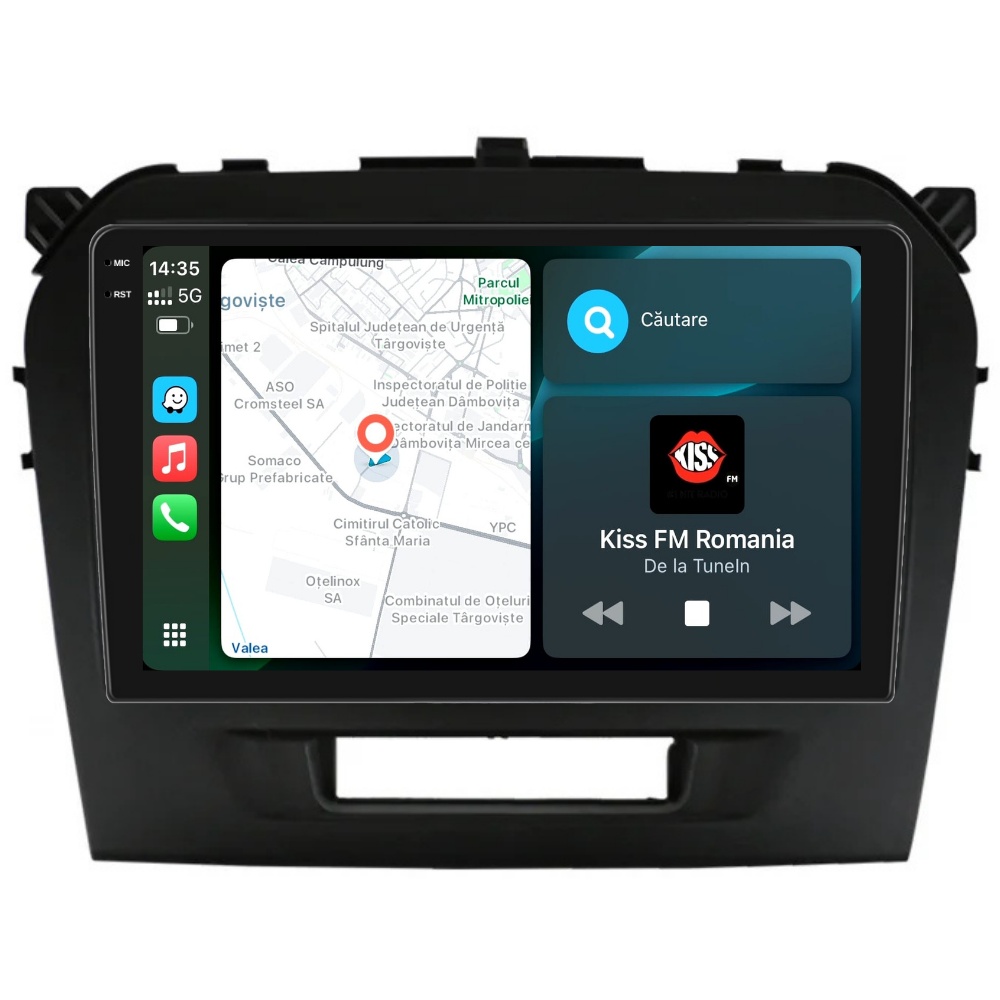 MIC
RST
14:35
5G
Calea Câmpulung
goviște
Parcul
Mitropolie
Spitalul Județean de Urgență
Târgoviște
imet 2
ASO
Cromsteel SA
Inspectoratul de Poliție
Județean Dâmbovița
ectoratul de Jandarm
Dâmbovița Mircea ce
Somaco
Grup Prefabricate
Cimitirul Catolic
Sfânta Maria
YPC
Oțelinox
SA
Combinatul de Oțeluri
Speciale Târgoviște
Valea
Căutare
KISS
FM
Kiss FM Romania
De la TuneIn